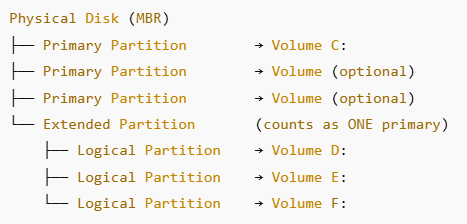 Physical Disk (MBR)
├── Primary Partition        → Volume C:
├── Primary Partition        → Volume (optional)
├── Primary Partition        → Volume (optional)
└── Extended Partition       (counts as ONE primary)
    ├── Logical Partition    → Volume D:
    ├── Logical Partition    → Volume E:
    └── Logical Partition    → Volume F: